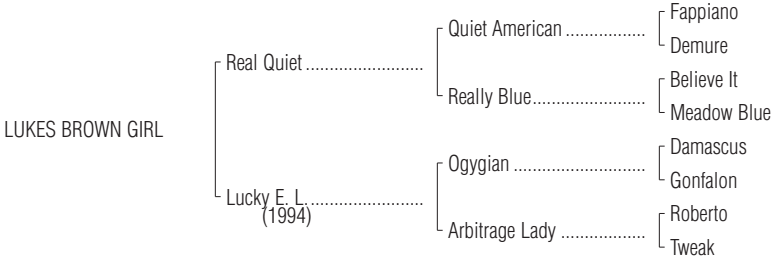 Fappiano
Quiet American .................
Demure
Real Quiet .........................
Believe It
Really Blue........................
Meadow Blue
LUKES BROWN GIRL
Damascus
Ogygian ............................
Gonfalon
Lucky E. L. ........................
(1994)
Roberto
Arbitrage Lady ..................
Tweak